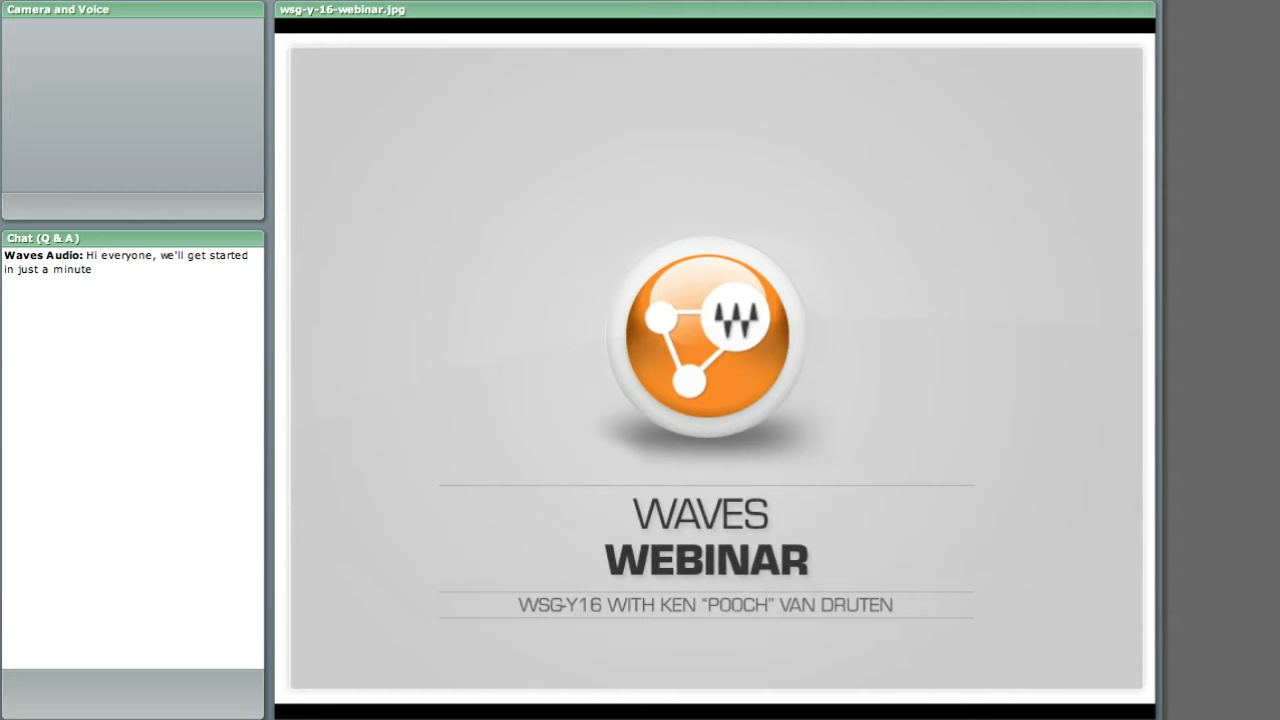 Camera and Voice
wsg-y-16-webinar.jpg
Chat (Q & A)
Waves Audio: Hi everyone, we'll get started
in just a minute
W
WAVES
WEBINAR
WSG-Y16 WITH KEN “POOCH” VAN DRUTEN